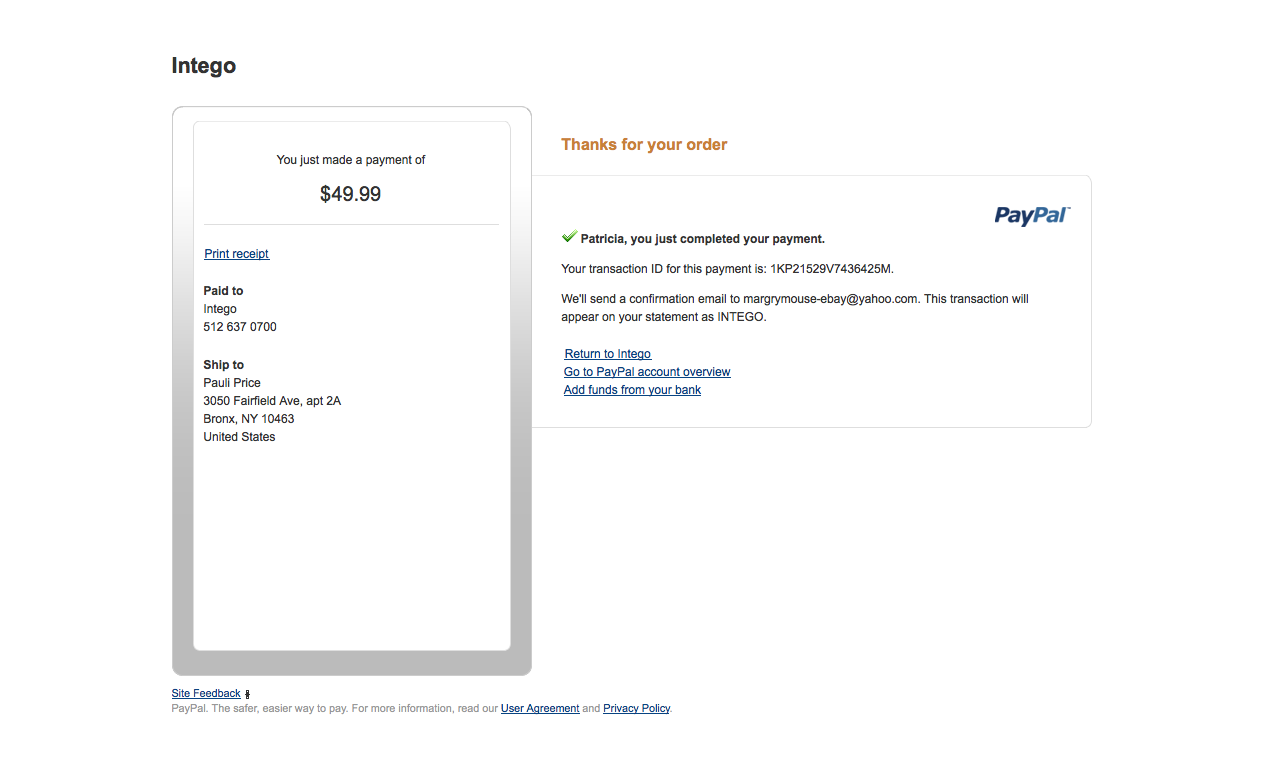 Intego
You just made a payment of
$49.99
Print receipt
Paid to
Intego
512 637 0700
Ship to
Pauli Price
3050 Fairfield Ave, apt 2A
Bronx, NY 10463
United States
Thanks for your order
PayPal™
Patricia, you just completed your payment.
Your transaction ID for this payment is: 1KP21529V7436425M.
We'll send a confirmation email to margrymouse-ebay@yahoo.com. This transaction will
appear on your statement as INTEGO.
Return to Intego
Go to PayPal account overview
Add funds from your bank
Site Feedback
PayPal. The safer, easier way to pay. For more information, read our User Agreement and Privacy Policy.